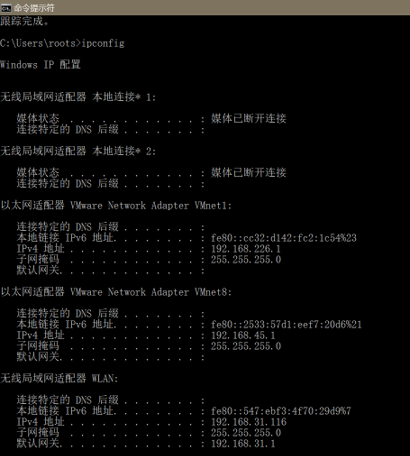 命令提示符
跟踪完成。
C:\Users\roots>ipconfig
Windows IP 配置
无线局域网适配器 本地连接* 1:
媒体状态 . . . . . . . . . . . . : 媒体已断开连接
连接特定的 DNS 后缀 . . . . . . . :
无线局域网适配器 本地连接* 2:
媒体状态 . . . . . . . . . . . . : 媒体已断开连接
连接特定的 DNS 后缀 . . . . . . . :
以太网适配器 VMware Network Adapter VMnet1:
连接特定的 DNS 后缀 . . . . . . . :
本地链接 IPv6 地址. . . . . . . . : fe80::cc32:d142:fc2:1c54%23
IPv4 地址 . . . . . . . . . . . . : 192.168.226.1
子网掩码 . . . . . . . . . . . . : 255.255.255.0
默认网关. . . . . . . . . . . . . :
以太网适配器 VMware Network Adapter VMnet8:
连接特定的 DNS 后缀 . . . . . . . :
本地链接 IPv6 地址. . . . . . . . : fe80::2533:57d1:eef7:20d6%21
IPv4 地址 . . . . . . . . . . . . : 192.168.45.1
子网掩码 . . . . . . . . . . . . : 255.255.255.0
默认网关. . . . . . . . . . . . . :
无线局域网适配器 WLAN:
连接特定的 DNS 后缀 . . . . . . . :
本地链接 IPv6 地址. . . . . . . . : fe80::547:ebf3:4f70:29d9%7
IPv4 地址 . . . . . . . . . . . . : 192.168.31.116
子网掩码 . . . . . . . . . . . . : 255.255.255.0
默认网关. . . . . . . . . . . . . : 192.168.31.1